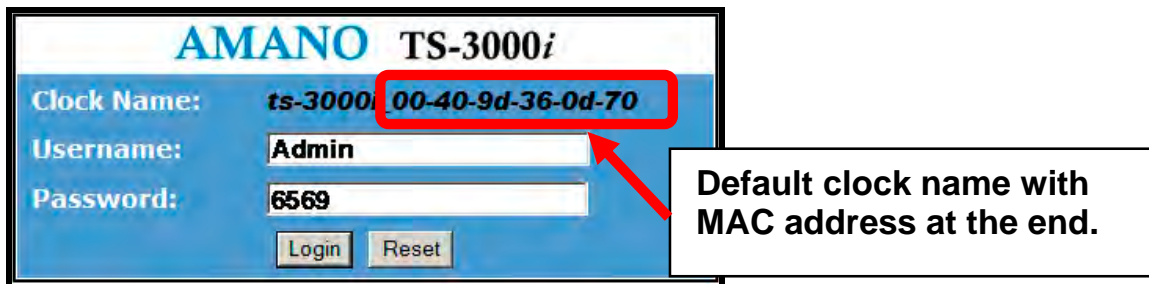 AMANO TS-3000i
Clock Name: ts-3000i_00-40-9d-36-0d-70
Username: Admin
Password: 6569
Login Reset
Default clock name with
MAC address at the end.